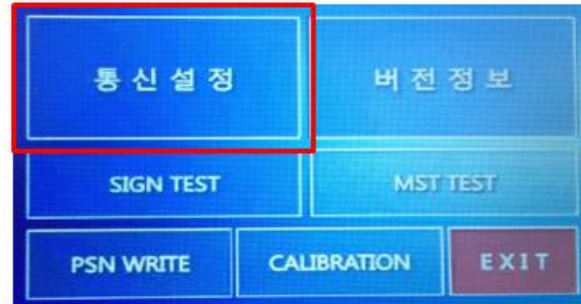 통신설정 버전정보
SIGN TEST MST TEST
PSN WRITE CALIBRATION EXIT